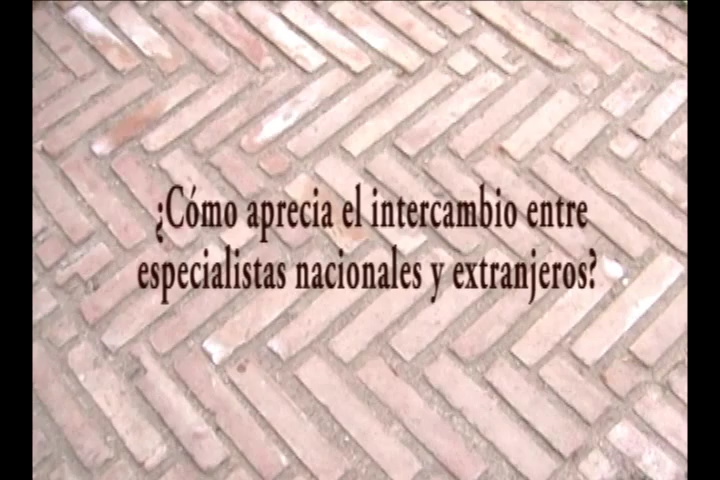 ¿Cómo aprecia el intercambio entre
especialistas nacionales y extranjeros?